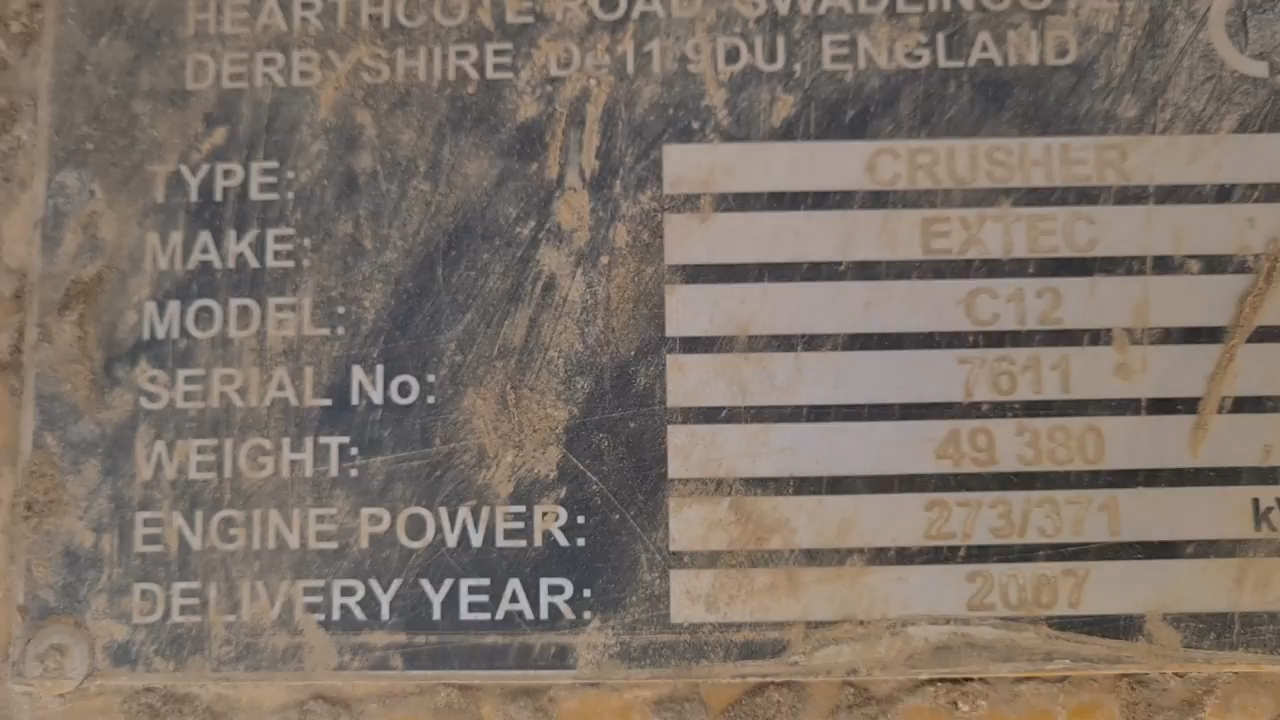 HEARTHCOTE ROAD, SWADLINCOTE
DERBYSHIRE, De11 9DU, ENGLAND
TYPE: CRUSHER
MAKE: EXTEC
MODEL: C12
SERIAL No: 7611
WEIGHT: 49 380
ENGINE POWER: 273/371 k
DELIVERY YEAR: 2007